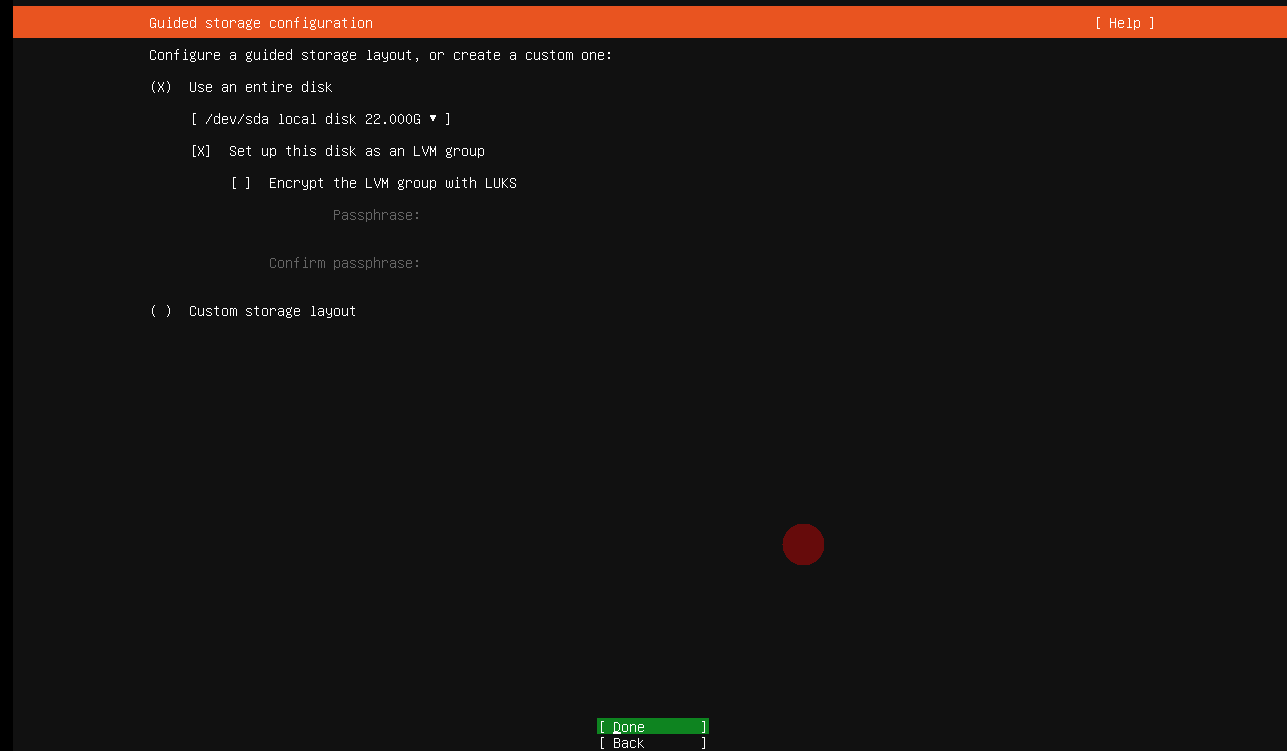 Guided storage configuration [ Help ]
Configure a guided storage layout, or create a custom one:
(X) Use an entire disk
[ /dev/sda local disk 22.000G ▾ ]
[X] Set up this disk as an LVM group
[ ] Encrypt the LVM group with LUKS
Passphrase:
Confirm passphrase:
( ) Custom storage layout
[ Done ]
[ Back ]